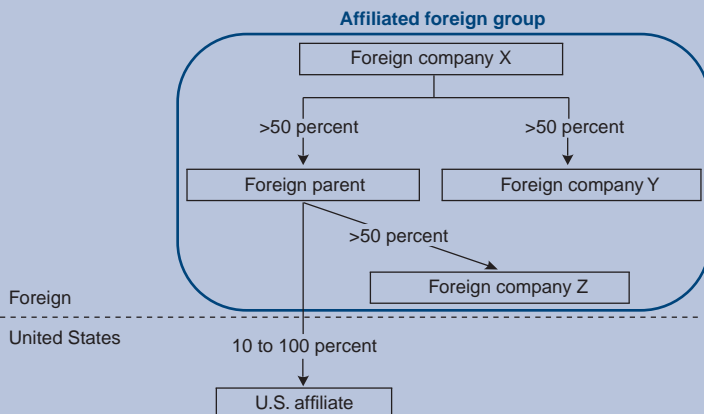 Affiliated foreign group
Foreign company X
>50 percent
>50 percent
Foreign parent
Foreign company Y
>50 percent
Foreign company Z
Foreign
United States
10 to 100 percent
U.S. affiliate